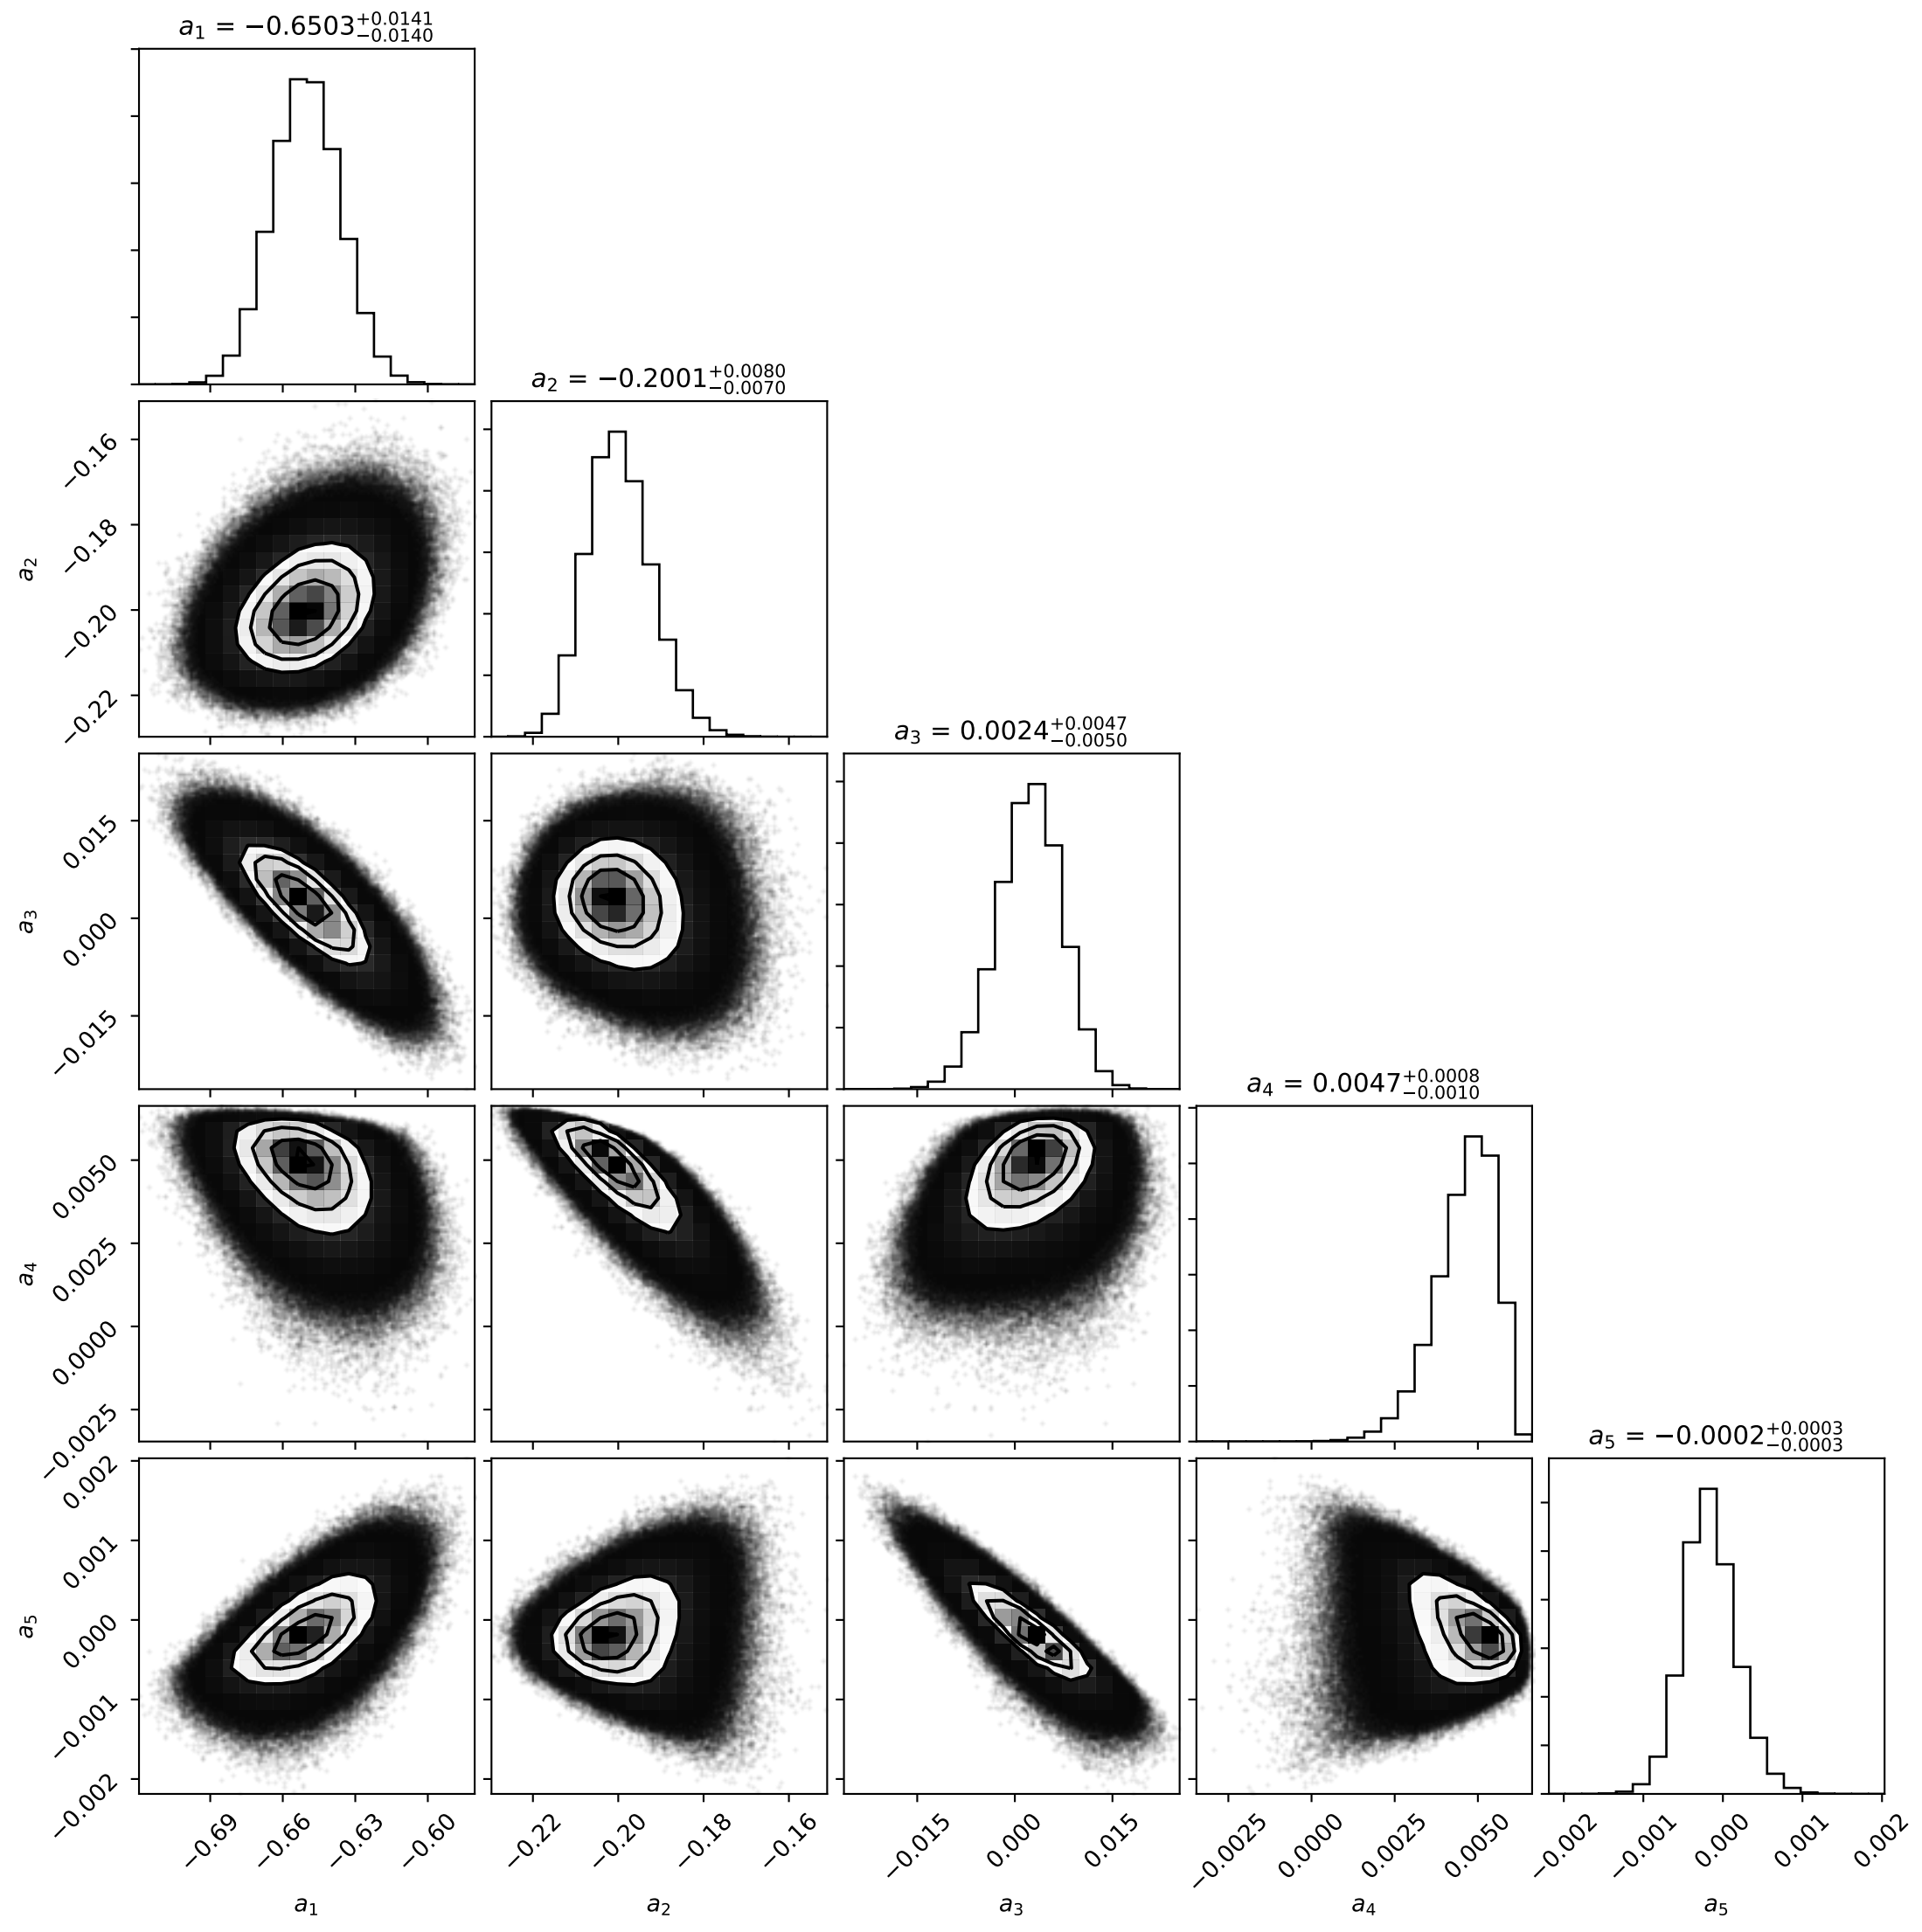 a₁ = −0.6503 +0.0141 −0.0140
a₂ = −0.2001 +0.0080 −0.0070
−0.16
−0.18
−0.20
−0.22
a₂
a₃ = 0.0024 +0.0047 −0.0050
0.015
0.000
−0.015
a₃
a₄ = 0.0047 +0.0008 −0.0010
0.0050
0.0025
0.0000
−0.0025
a₄
a₅ = −0.0002 +0.0003 −0.0003
0.002
0.001
0.000
−0.001
−0.002
a₅
−0.69 −0.66 −0.63 −0.60
−0.22 −0.20 −0.18 −0.16
−0.015 0.000 0.015
−0.0025 0.0000 0.0025 0.0050
−0.002 −0.001 0.000 0.001 0.002
a₁ a₂ a₃ a₄ a₅